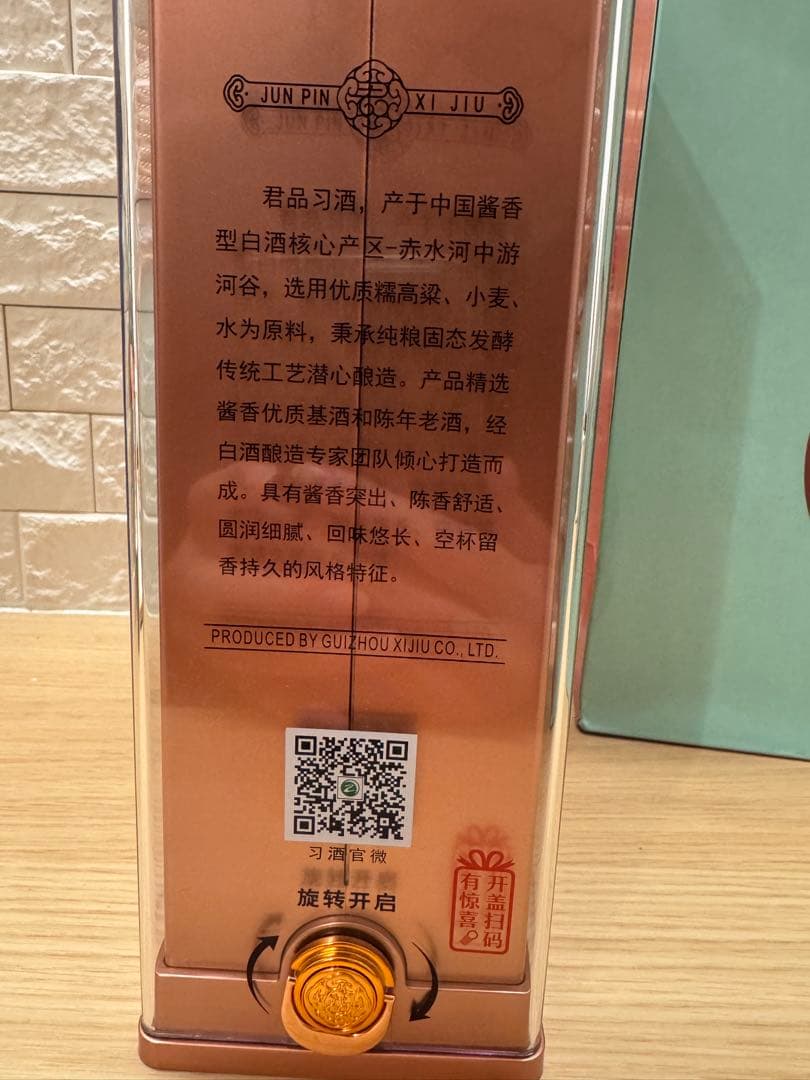 JUN PIN XI JIU
君品习酒，产于中国酱香
型白酒核心产区-赤水河中游
河谷，选用优质糯高粱、小麦、
水为原料，秉承纯粮固态发酵
传统工艺潜心酿造。产品精选
酱香优质基酒和陈年老酒，经
白酒酿造专家团队倾心打造而
成。具有酱香突出、陈香舒适、
圆润细腻、回味悠长、空杯留
香持久的风格特征。
PRODUCED BY GUIZHOU XIJIU CO., LTD.
习酒官微
旋转开启
开盖扫码
有惊喜